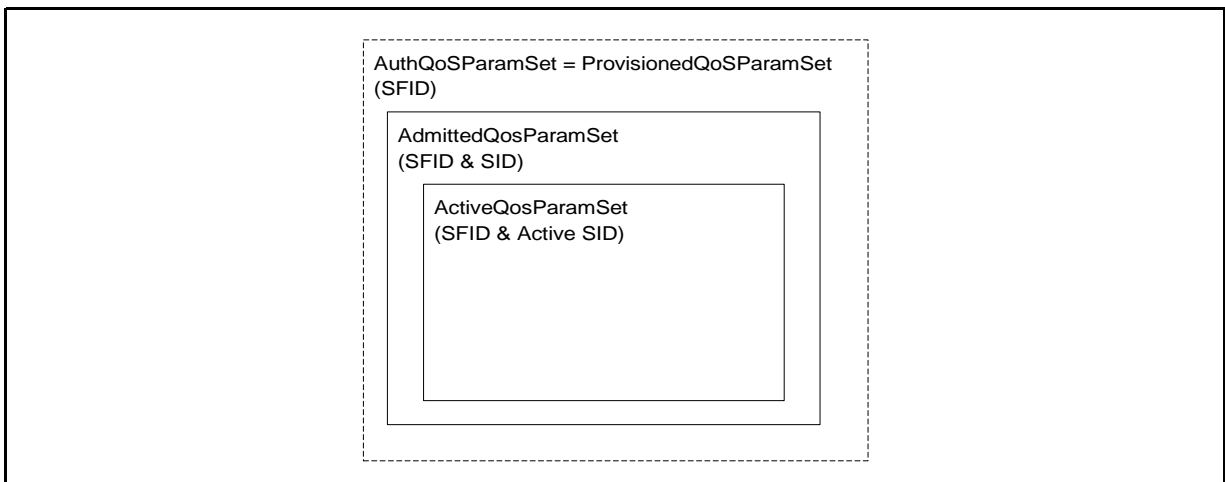 AuthQoSParamSet = ProvisionedQoSParamSet
(SFID)
AdmittedQosParamSet
(SFID & SID)
ActiveQosParamSet
(SFID & Active SID)